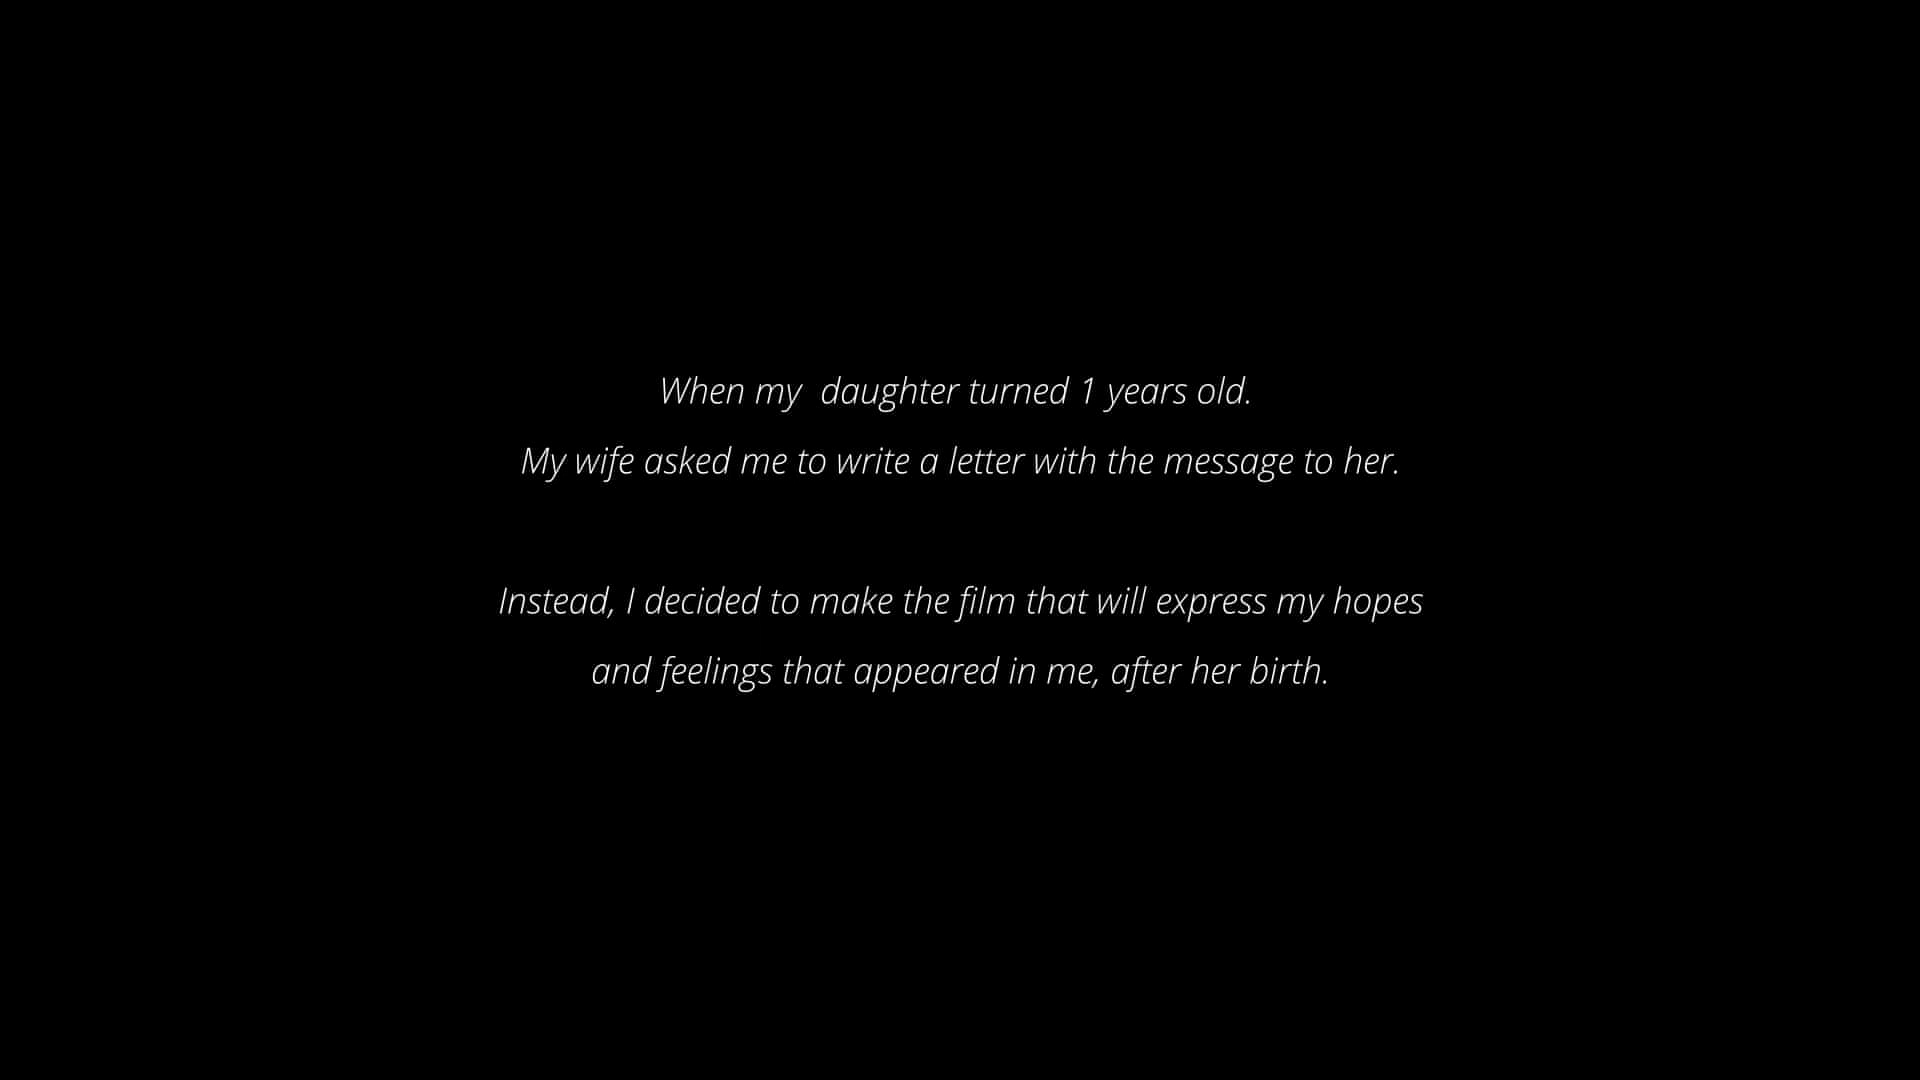 When my  daughter turned 1 years old.
My wife asked me to write a letter with the message to her.
Instead, I decided to make the film that will express my hopes
and feelings that appeared in me, after her birth.